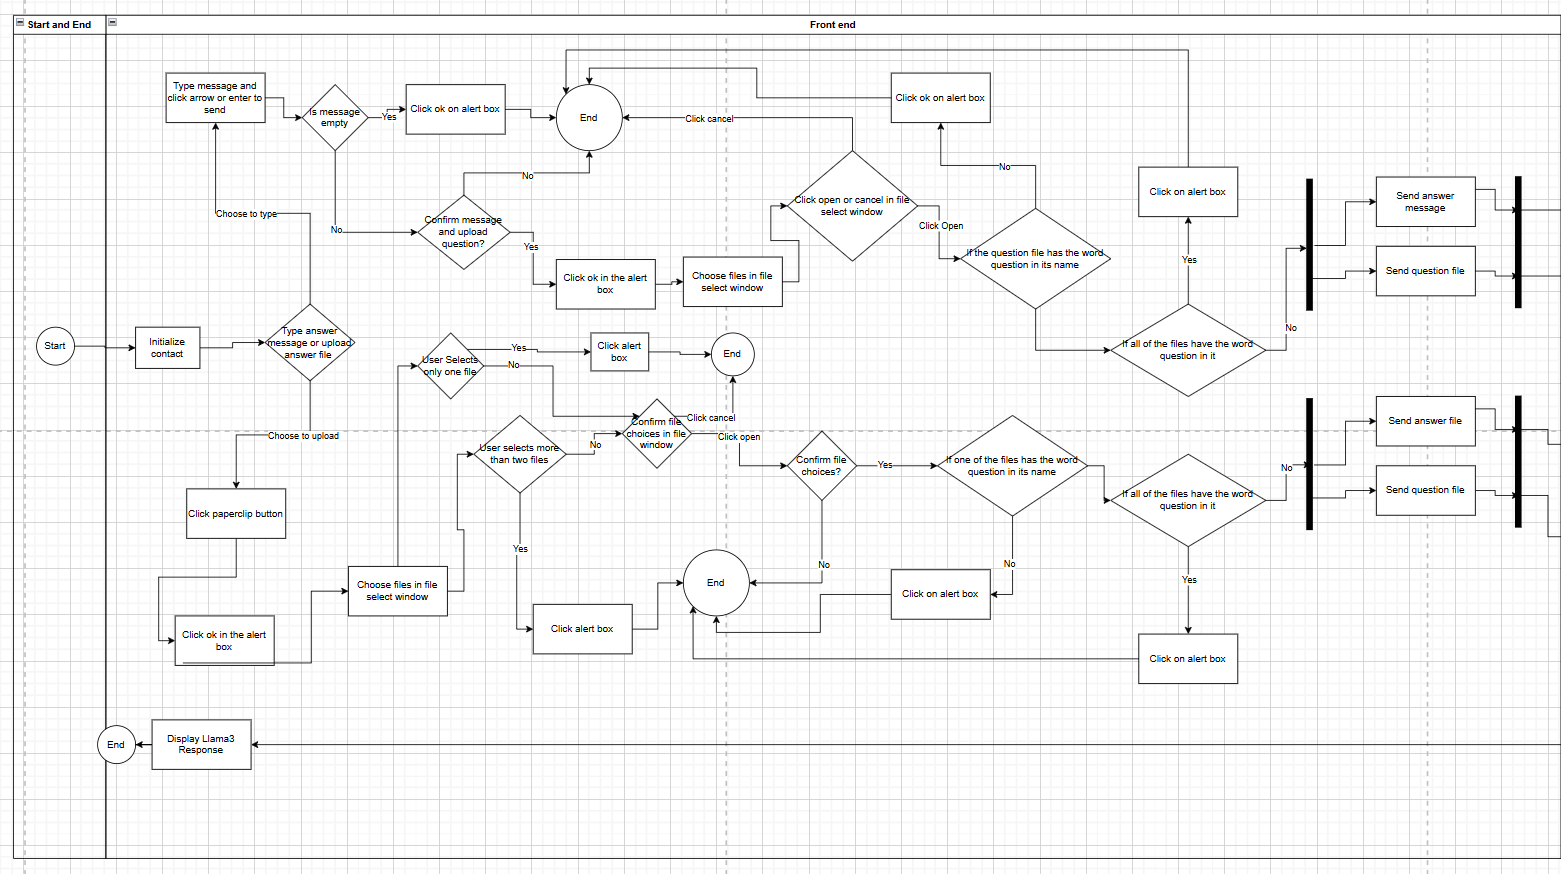 Start and End
Front end
Type message and
click arrow or enter to
send
Is message
empty
Yes
Click ok on alert box
End
Click cancel
Click ok on alert box
No
Confirm message
and upload
question?
No
Yes
Click ok in the alert
box
Choose files in file
select window
Click open or cancel in file
select window
Click Open
No
If the question file has the word
question in its name
Click on alert box
Yes
If all of the files have the word
question in it
No
Send answer
message
Send question file
Choose to type
Start
Initialize
contact
Type answer
message or upload
answer file
Choose to upload
User Selects
only one file
Yes
No
Click alert
box
End
Click cancel
Confirm file
choices in file
window
Click open
User selects more
than two files
No
Yes
Confirm file
choices?
Yes
No
If one of the files has the word
question in its name
No
If all of the files have the word
question in it
No
Yes
Send answer file
Send question file
Click paperclip button
Click ok in the alert
box
Choose files in file
select window
Click alert box
End
Click on alert box
Click on alert box
End
Display Llama3
Response